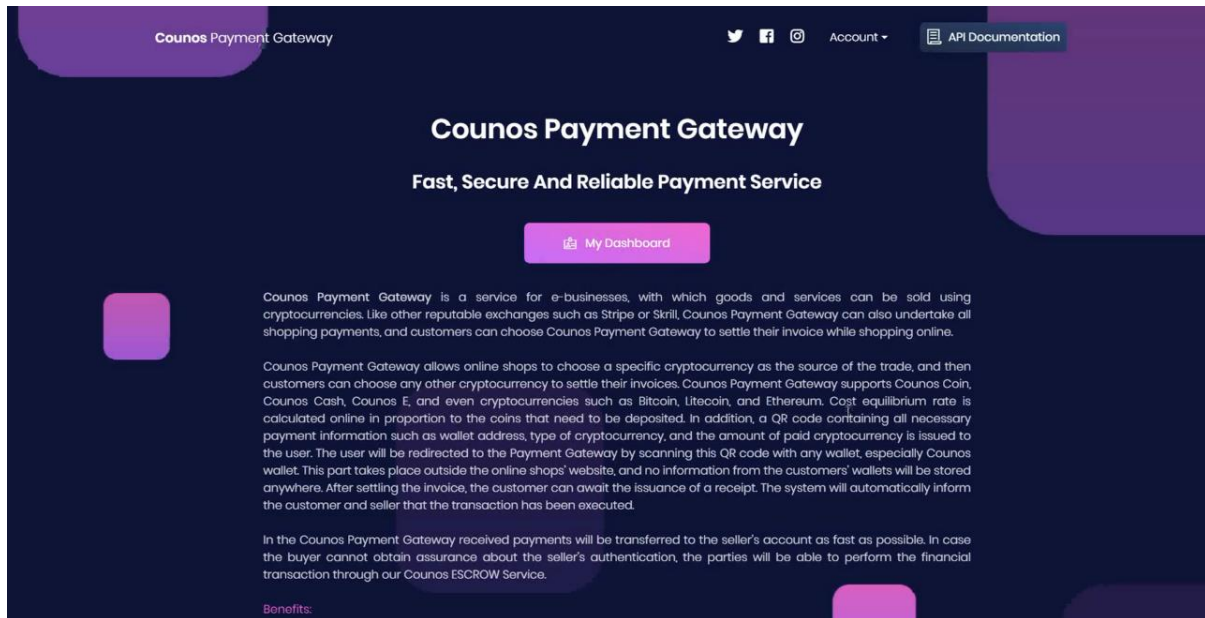 Counos Payment Gateway
Account
API Documentation
Counos Payment Gateway
Fast, Secure And Reliable Payment Service
My Dashboard
Counos Payment Gateway is a service for e-businesses, with which goods and services can be sold using
cryptocurrencies. Like other reputable exchanges such as Stripe or Skrill, Counos Payment Gateway can also undertake all
shopping payments, and customers can choose Counos Payment Gateway to settle their invoice while shopping online.
Counos Payment Gateway allows online shops to choose a specific cryptocurrency as the source of the trade, and then
customers can choose any other cryptocurrency to settle their invoices. Counos Payment Gateway supports Counos Coin,
Counos Cash, Counos E, and even cryptocurrencies such as Bitcoin, Litecoin, and Ethereum. Cost equilibrium rate is
calculated online in proportion to the coins that need to be deposited. In addition, a QR code containing all necessary
payment information such as wallet address, type of cryptocurrency, and the amount of paid cryptocurrency is issued to
the user. The user will be redirected to the Payment Gateway by scanning this QR code with any wallet, especially Counos
wallet. This part takes place outside the online shops' website, and no information from the customers' wallets will be stored
anywhere. After settling the invoice, the customer can await the issuance of a receipt. The system will automatically inform
the customer and seller that the transaction has been executed.
In the Counos Payment Gateway received payments will be transferred to the seller's account as fast as possible. In case
the buyer cannot obtain assurance about the seller's authentication, the parties will be able to perform the financial
transaction through our Counos ESCROW Service.
Benefits: